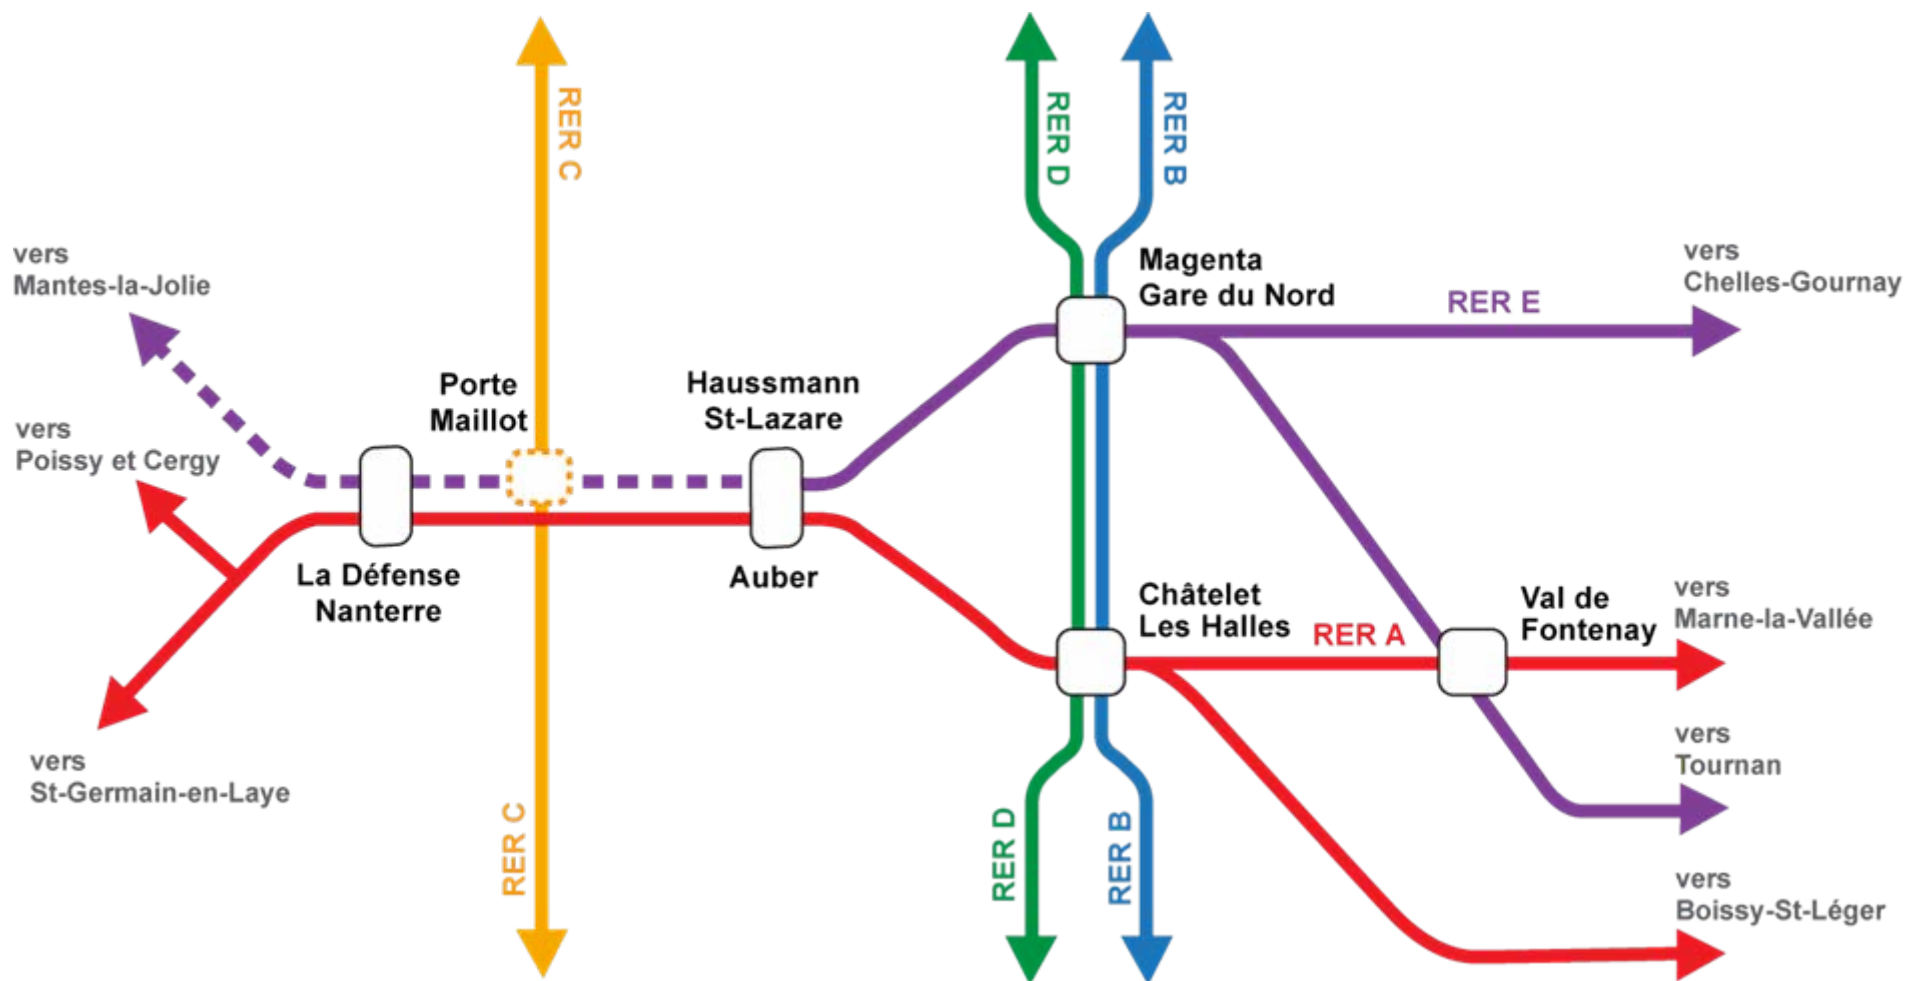 RER C
RER D
RER B
vers
Mantes-la-Jolie
Magenta
Gare du Nord
RER E
vers
Chelles-Gournay
Porte
Maillot
Haussmann
St-Lazare
vers
Poissy et Cergy
La Défense
Nanterre
Auber
Châtelet
Les Halles
RER A
Val de
Fontenay
vers
Marne-la-Vallée
vers
St-Germain-en-Laye
vers
Tournan
RER C
RER D
RER B
vers
Boissy-St-Léger